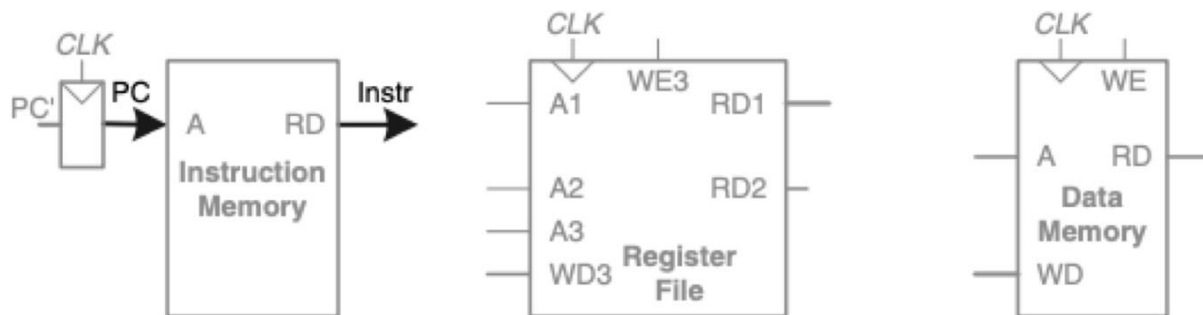 CLK
PC'
PC
A
RD
Instr
Instruction
Memory
CLK
WE3
A1
RD1
A2
RD2
A3
WD3
Register
File
CLK
WE
A
RD
Data
Memory
WD